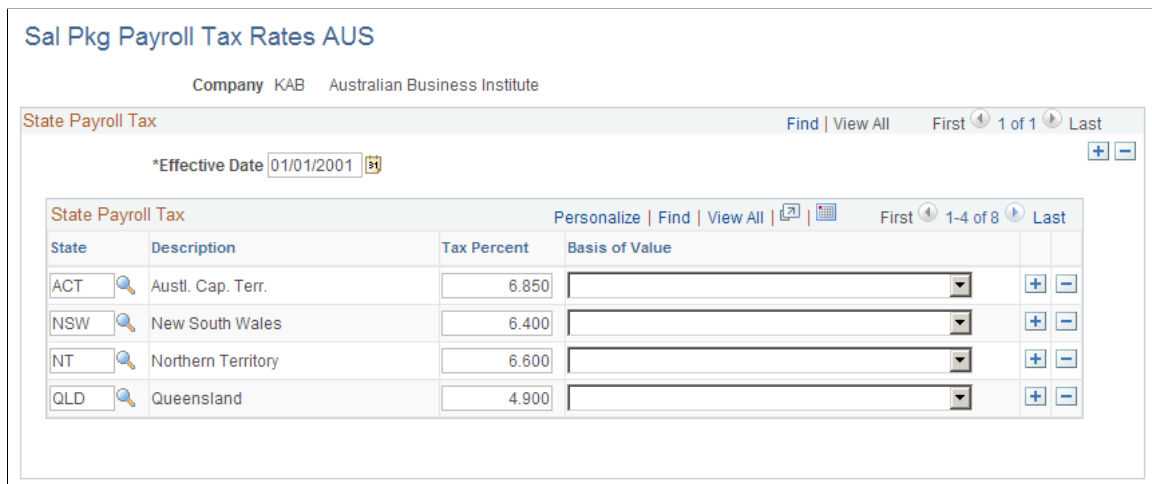 Sal Pkg Payroll Tax Rates AUS
Company KAB Australian Business Institute
State Payroll Tax Find | View All First 1 of 1 Last
*Effective Date 01/01/2001 31
State Payroll Tax Personalize | Find | View All | | First 1-4 of 8 Last
State Description Tax Percent Basis of Value
ACT Austl. Cap. Terr. 6.850
NSW New South Wales 6.400
NT Northern Territory 6.600
QLD Queensland 4.900